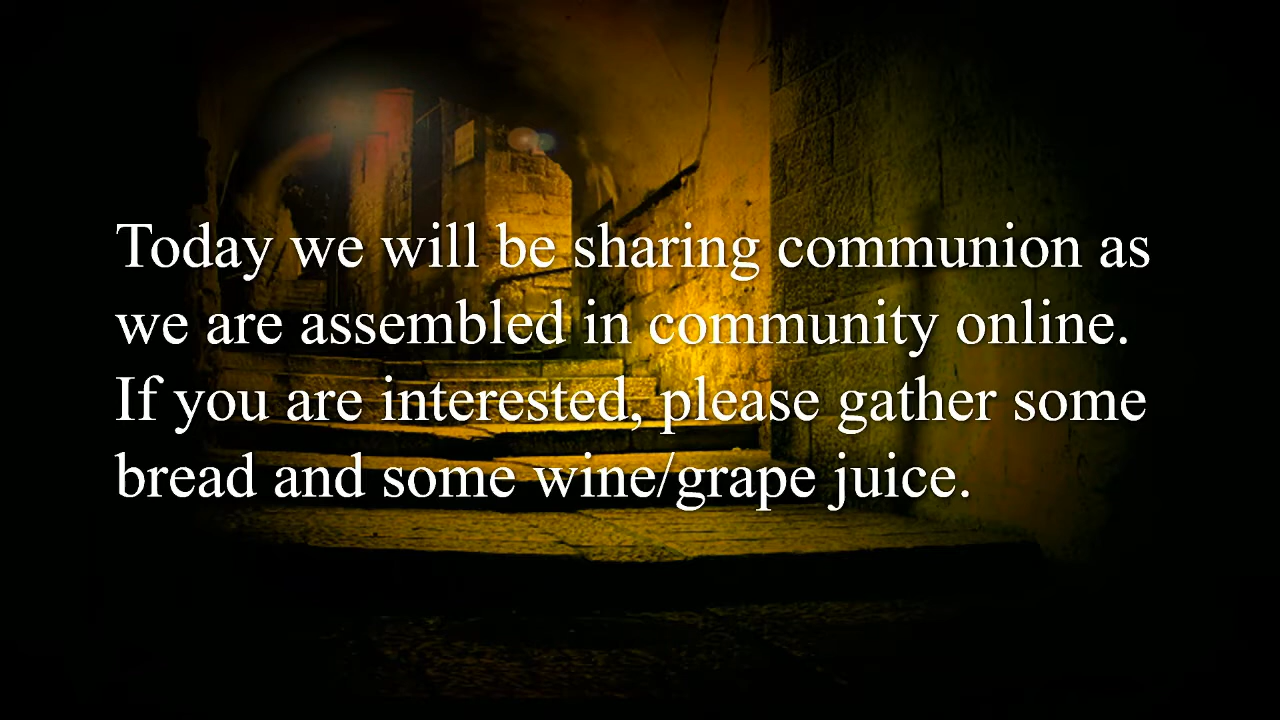 Today we will be sharing communion as
we are assembled in community online.
If you are interested, please gather some
bread and some wine/grape juice.